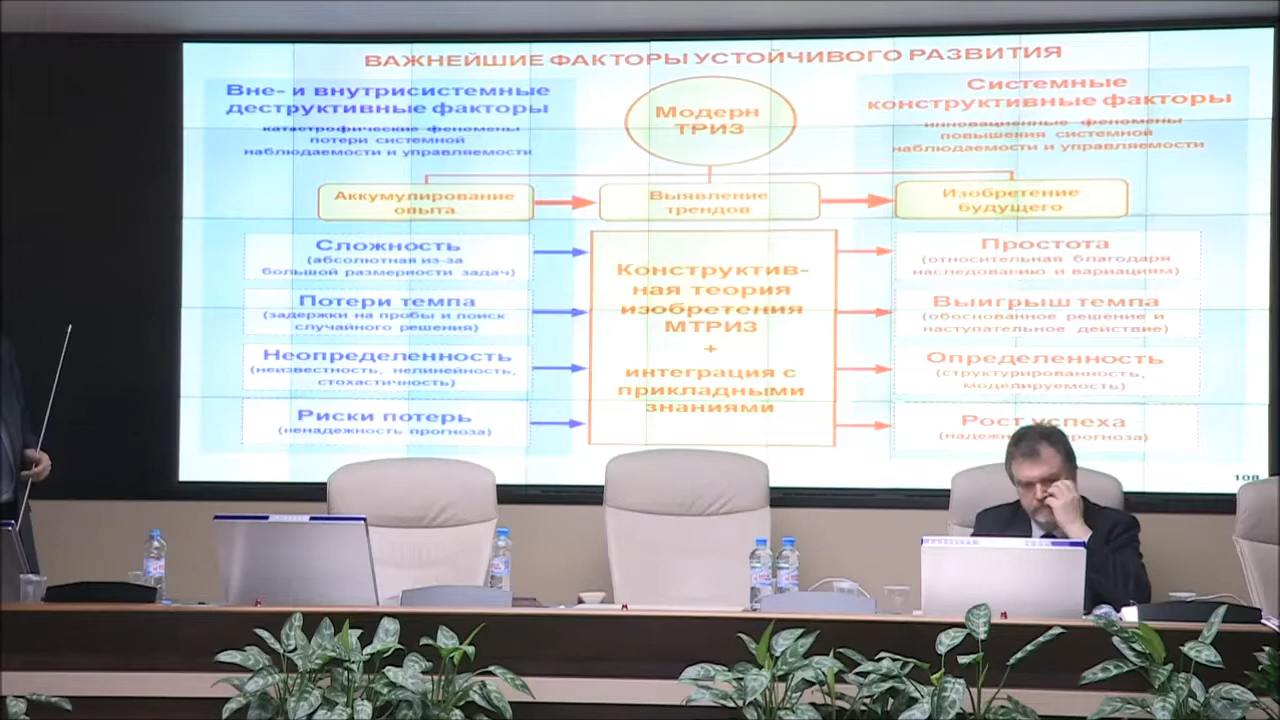 ВАЖНЕЙШИЕ ФАКТОРЫ УСТОЙЧИВОГО РАЗВИТИЯ
Вне- и внутрисистемные
деструктивные факторы
катастрофические феномены
потери системной
наблюдаемости и управляемости
Модерн
ТРИЗ
Системные
конструктивные факторы
инновационные феномены
повышения системной
наблюдаемости и управляемости
Аккумулирование
опыта
Выявление
трендов
Изобретение
будущего
Сложность
(абсолютная из-за
большой размерности задач)
Потери темпа
(задержки на пробы и поиск
случайного решения)
Неопределенность
(неизвестность, нелинейность,
стохастичность)
Риски потерь
(ненадежность прогноза)
Конструктив-
ная теория
изобретения
МТРИЗ
+
интеграция с
прикладными
знаниями
Простота
(относительная благодаря
наследованию и вариациям)
Выигрыш темпа
(обоснованное решение и
наступательное действие)
Определенность
(структурированность,
моделируемость)
Рост успеха
прогноза)
108